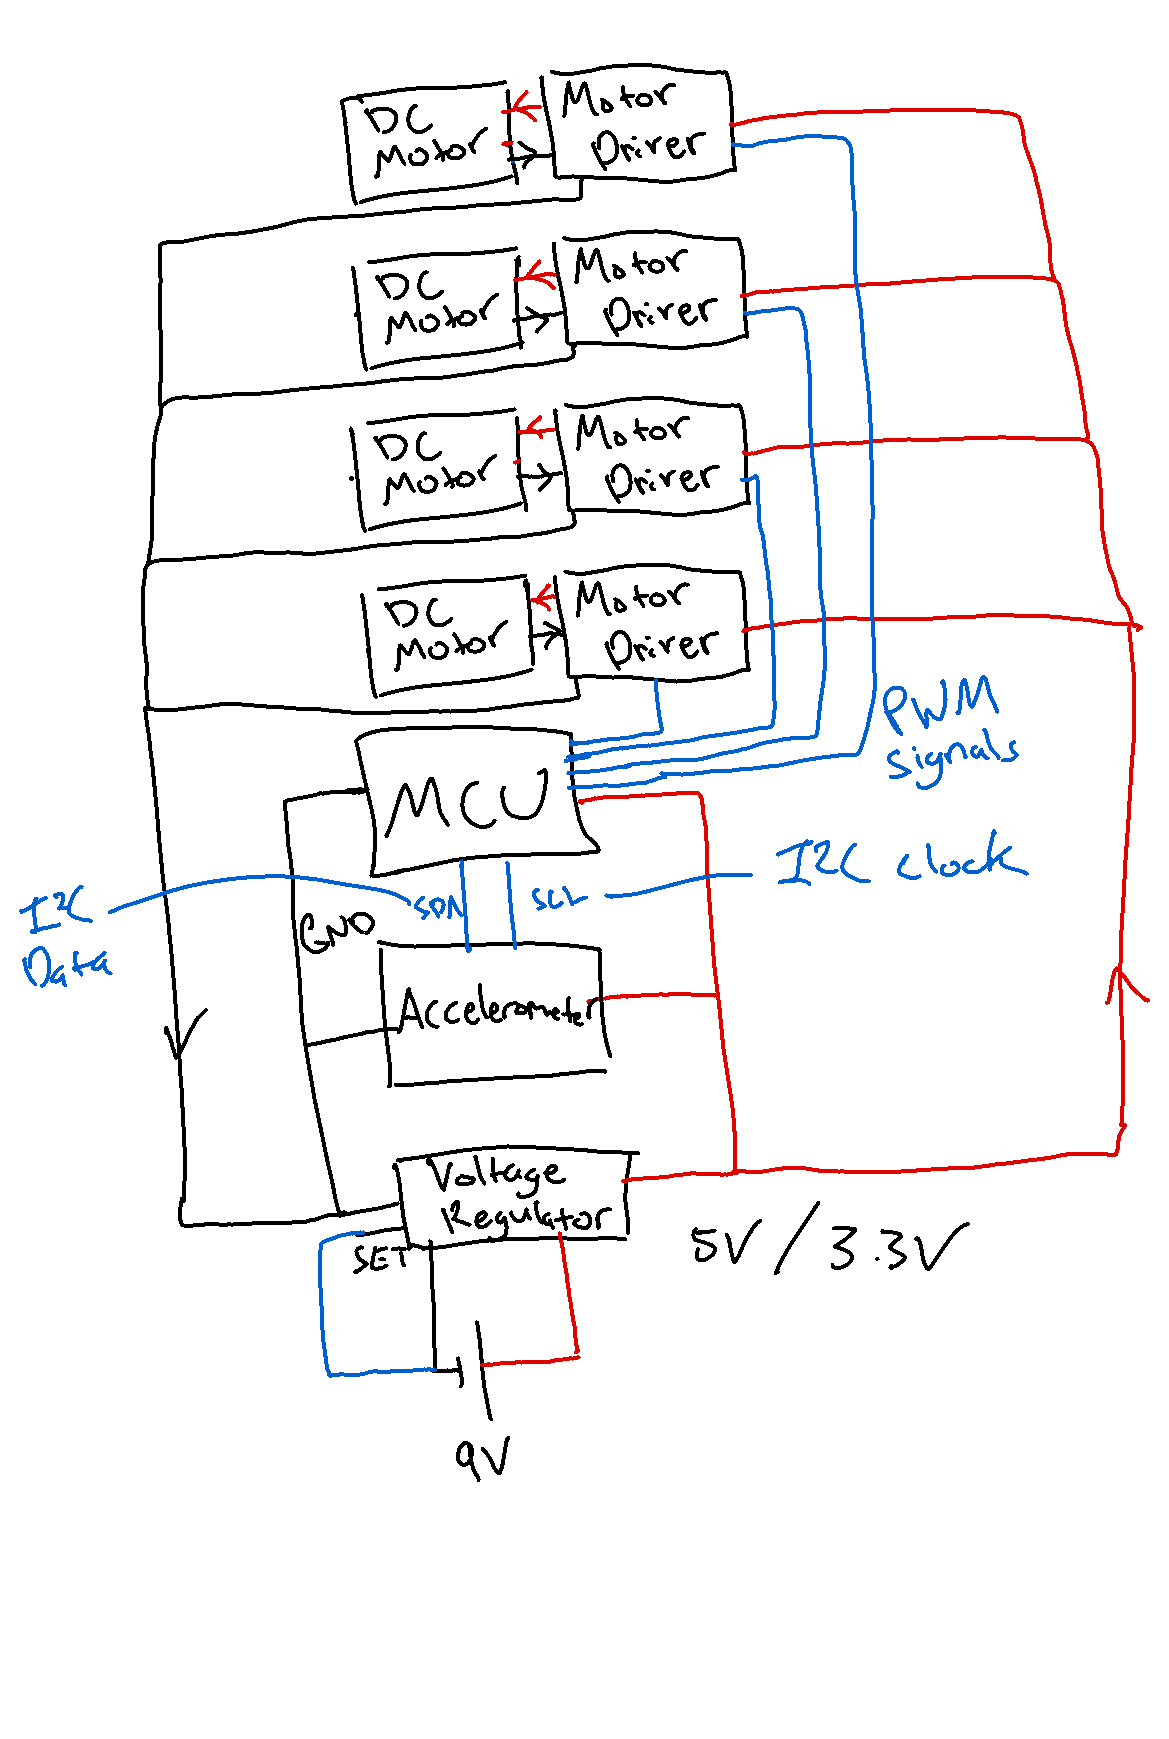 DC
Motor
Motor
Driver
DC
Motor
Motor
Driver
DC
Motor
Motor
Driver
DC
Motor
Motor
Driver
PWM
signals
MCU
I2C clock
I2C
Data
SDA
SCL
GND
Accelerometer
Voltage
Regulator
SET
5V / 3.3V
9V